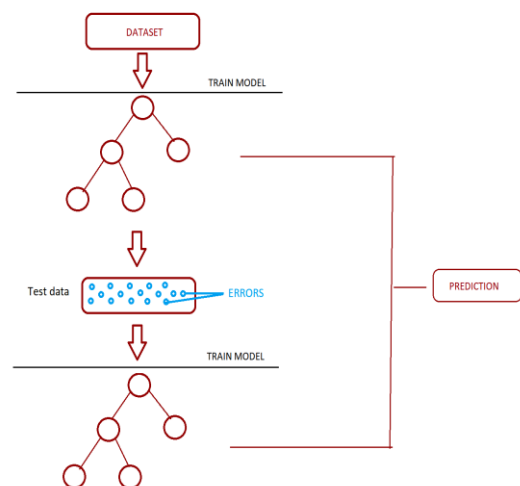 DATASET
TRAIN MODEL
Test data
ERRORS
PREDICTION
TRAIN MODEL